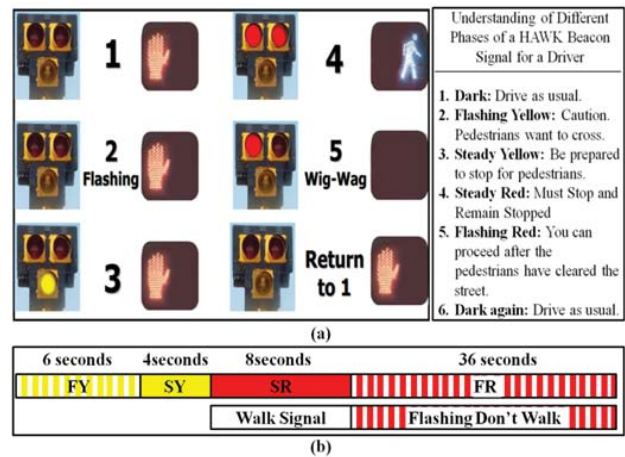 1
4
2
Flashing
5
Wig-Wag
3
Return
to 1
Understanding of Different
Phases of a HAWK Beacon
Signal for a Driver
1. Dark: Drive as usual.
2. Flashing Yellow: Caution.
Pedestrians want to cross.
3. Steady Yellow: Be prepared
to stop for pedestrians.
4. Steady Red: Must Stop and
Remain Stopped
5. Flashing Red: You can
proceed after the
pedestrians have cleared the
street.
6. Dark again: Drive as usual.
(a)
6 seconds 4seconds 8seconds 36 seconds
FY SY SR FR
Walk Signal Flashing Don't Walk
(b)